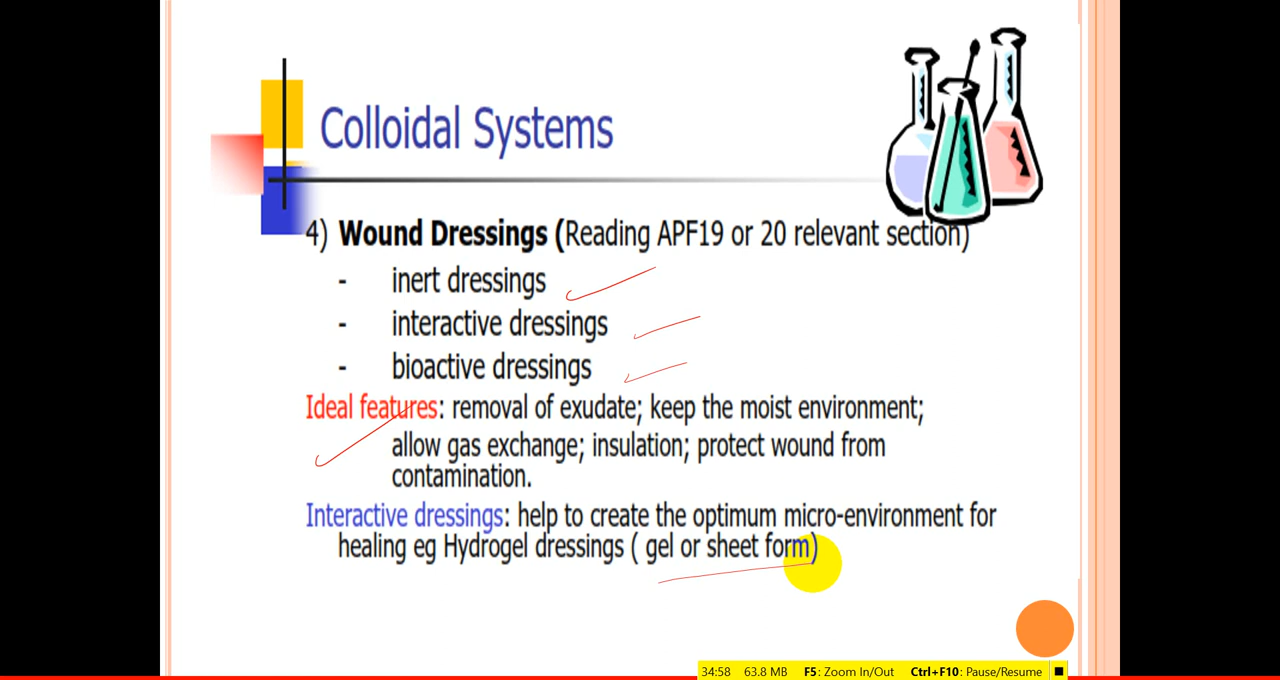 Colloidal Systems
4) Wound Dressings (Reading APF19 or 20 relevant section)
- inert dressings
- interactive dressings
- bioactive dressings
Ideal features: removal of exudate; keep the moist environment;
allow gas exchange; insulation; protect wound from
contamination.
Interactive dressings: help to create the optimum micro-environment for
healing eg Hydrogel dressings ( gel or sheet form)
34:58 63.8 MB F5: Zoom In/Out Ctrl+F10: Pause/Resume